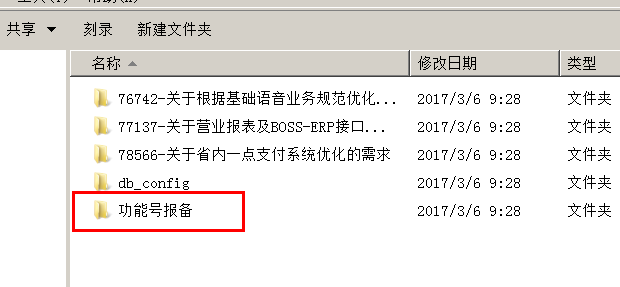 共享 刻录 新建文件夹
名称 修改日期 类型
76742-关于根据基础语音业务规范优化... 2017/3/6 9:28 文件夹
77137-关于营业报表及BOSS-ERP接口... 2017/3/6 9:28 文件夹
78566-关于省内一点支付系统优化的需求 2017/3/6 9:28 文件夹
db_config 2017/3/6 9:28 文件夹
功能号报备 2017/3/6 9:28 文件夹